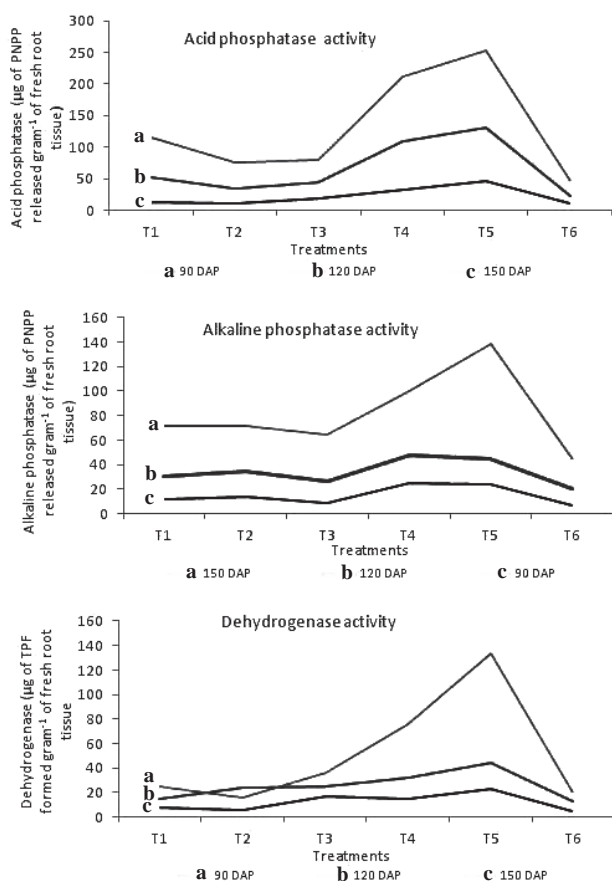 Acid phosphatase activity
Acid phosphatase (µg of PNPP
released gram⁻¹ of fresh root
tissue)
300
250
200
150
100
50
0
a
b
c
T1 T2 T3 T4 T5 T6
Treatments
a 90 DAP b 120 DAP c 150 DAP
Alkaline phosphatase activity
Alkaline phosphatase (µg of PNPP
released gram⁻¹ of fresh root
tissue)
160
140
120
100
80
60
40
20
0
a
b
c
T1 T2 T3 T4 T5 T6
Treatments
a 150 DAP b 120 DAP c 90 DAP
Dehydrogenase activity
Dehydrogenase (µg of TPF
formed gram⁻¹ of fresh root
tissue
160
140
120
100
80
60
40
20
0
a
b
c
T1 T2 T3 T4 T5 T6
Treatments
a 90 DAP b 120 DAP c 150 DAP